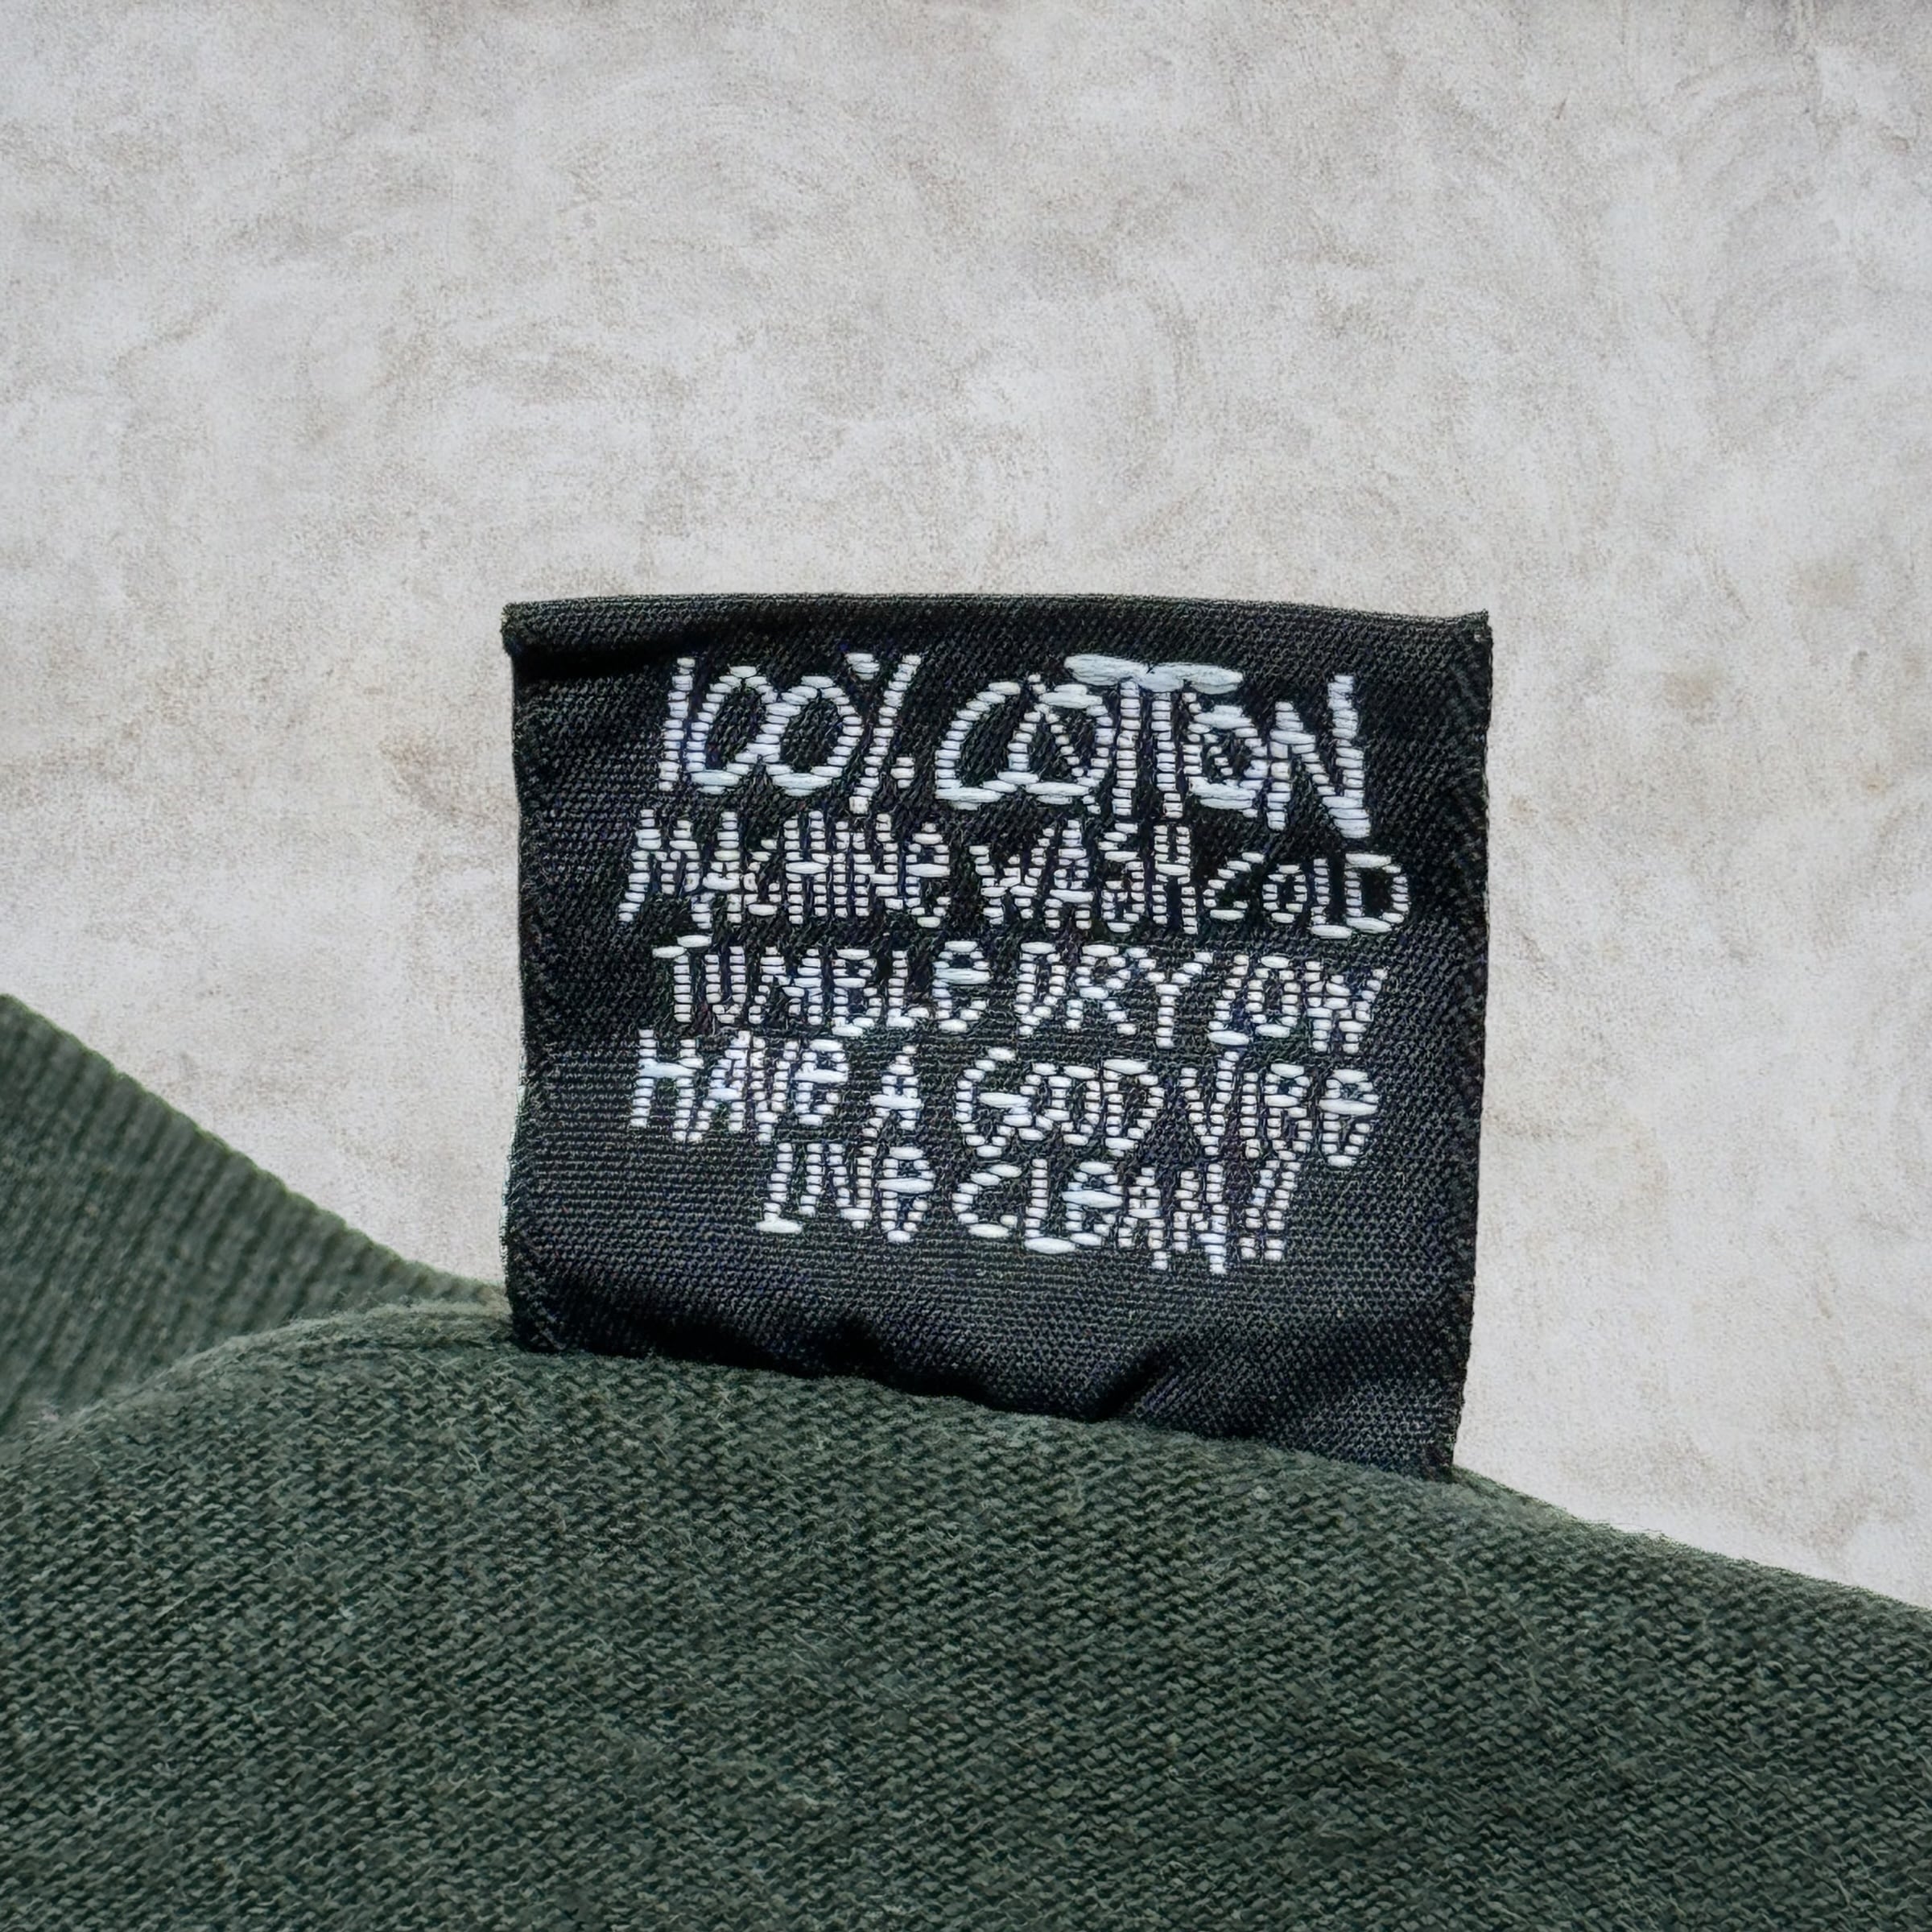 100% COTTON
MACHINe WASH COLD
TUMBLe DRY LOW
HAVe A GOOD VIBe
LIVe CLEAN!!